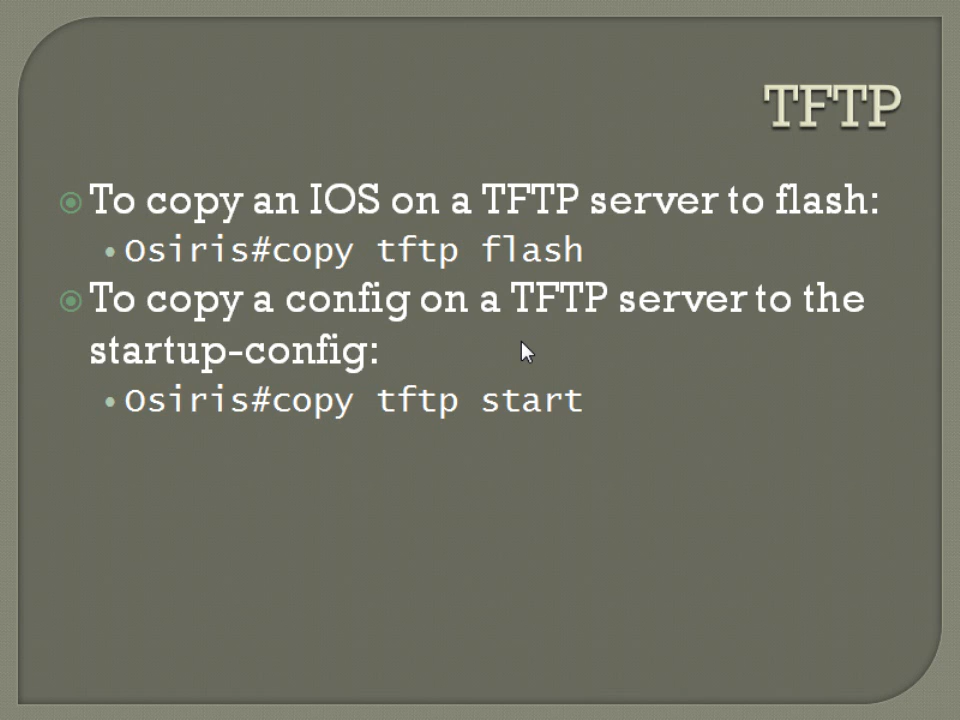 TFTP
To copy an IOS on a TFTP server to flash:
Osiris#copy tftp flash
To copy a config on a TFTP server to the
startup-config:
Osiris#copy tftp start